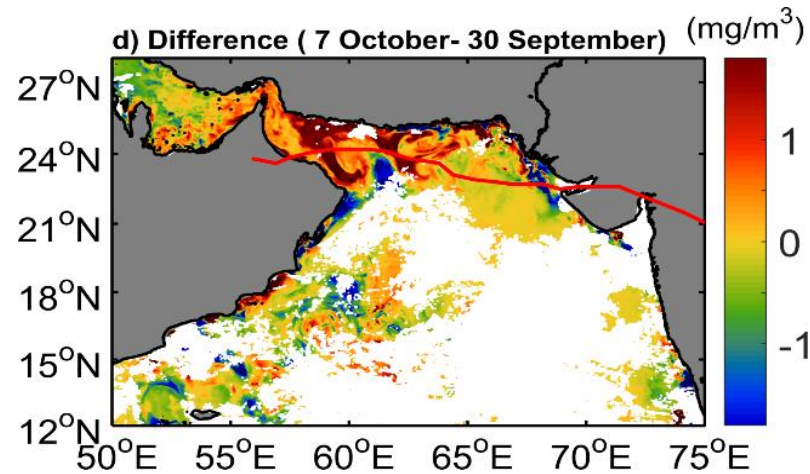 d) Difference ( 7 October- 30 September) (mg/m³)
27°N
24°N
21°N
18°N
15°N
12°N
50°E 55°E 60°E 65°E 70°E 75°E
1
0
-1